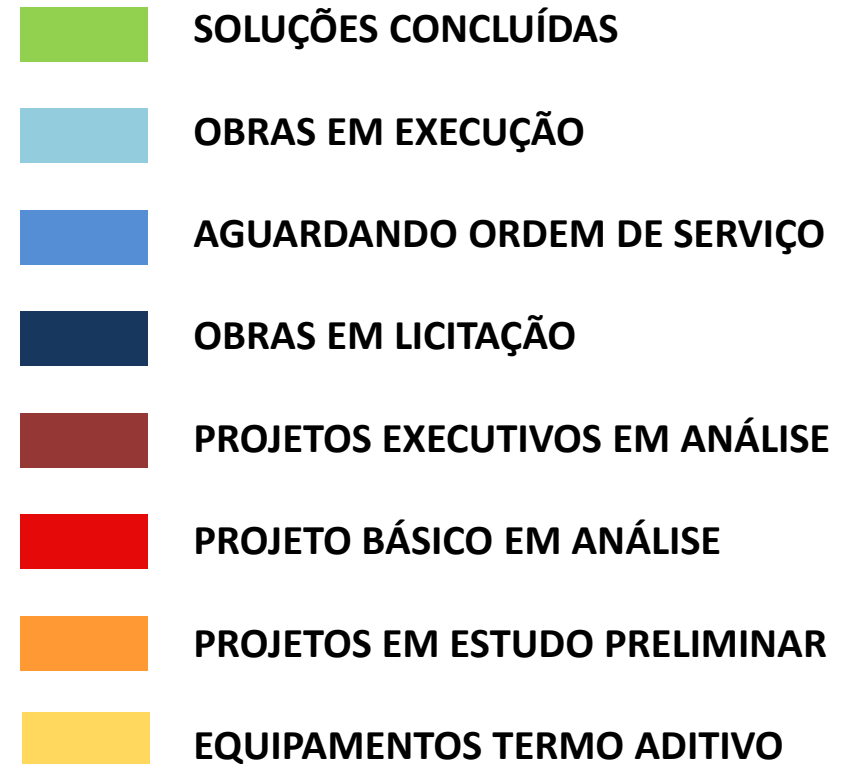 SOLUÇÕES CONCLUÍDAS
OBRAS EM EXECUÇÃO
AGUARDANDO ORDEM DE SERVIÇO
OBRAS EM LICITAÇÃO
PROJETOS EXECUTIVOS EM ANÁLISE
PROJETO BÁSICO EM ANÁLISE
PROJETOS EM ESTUDO PRELIMINAR
EQUIPAMENTOS TERMO ADITIVO